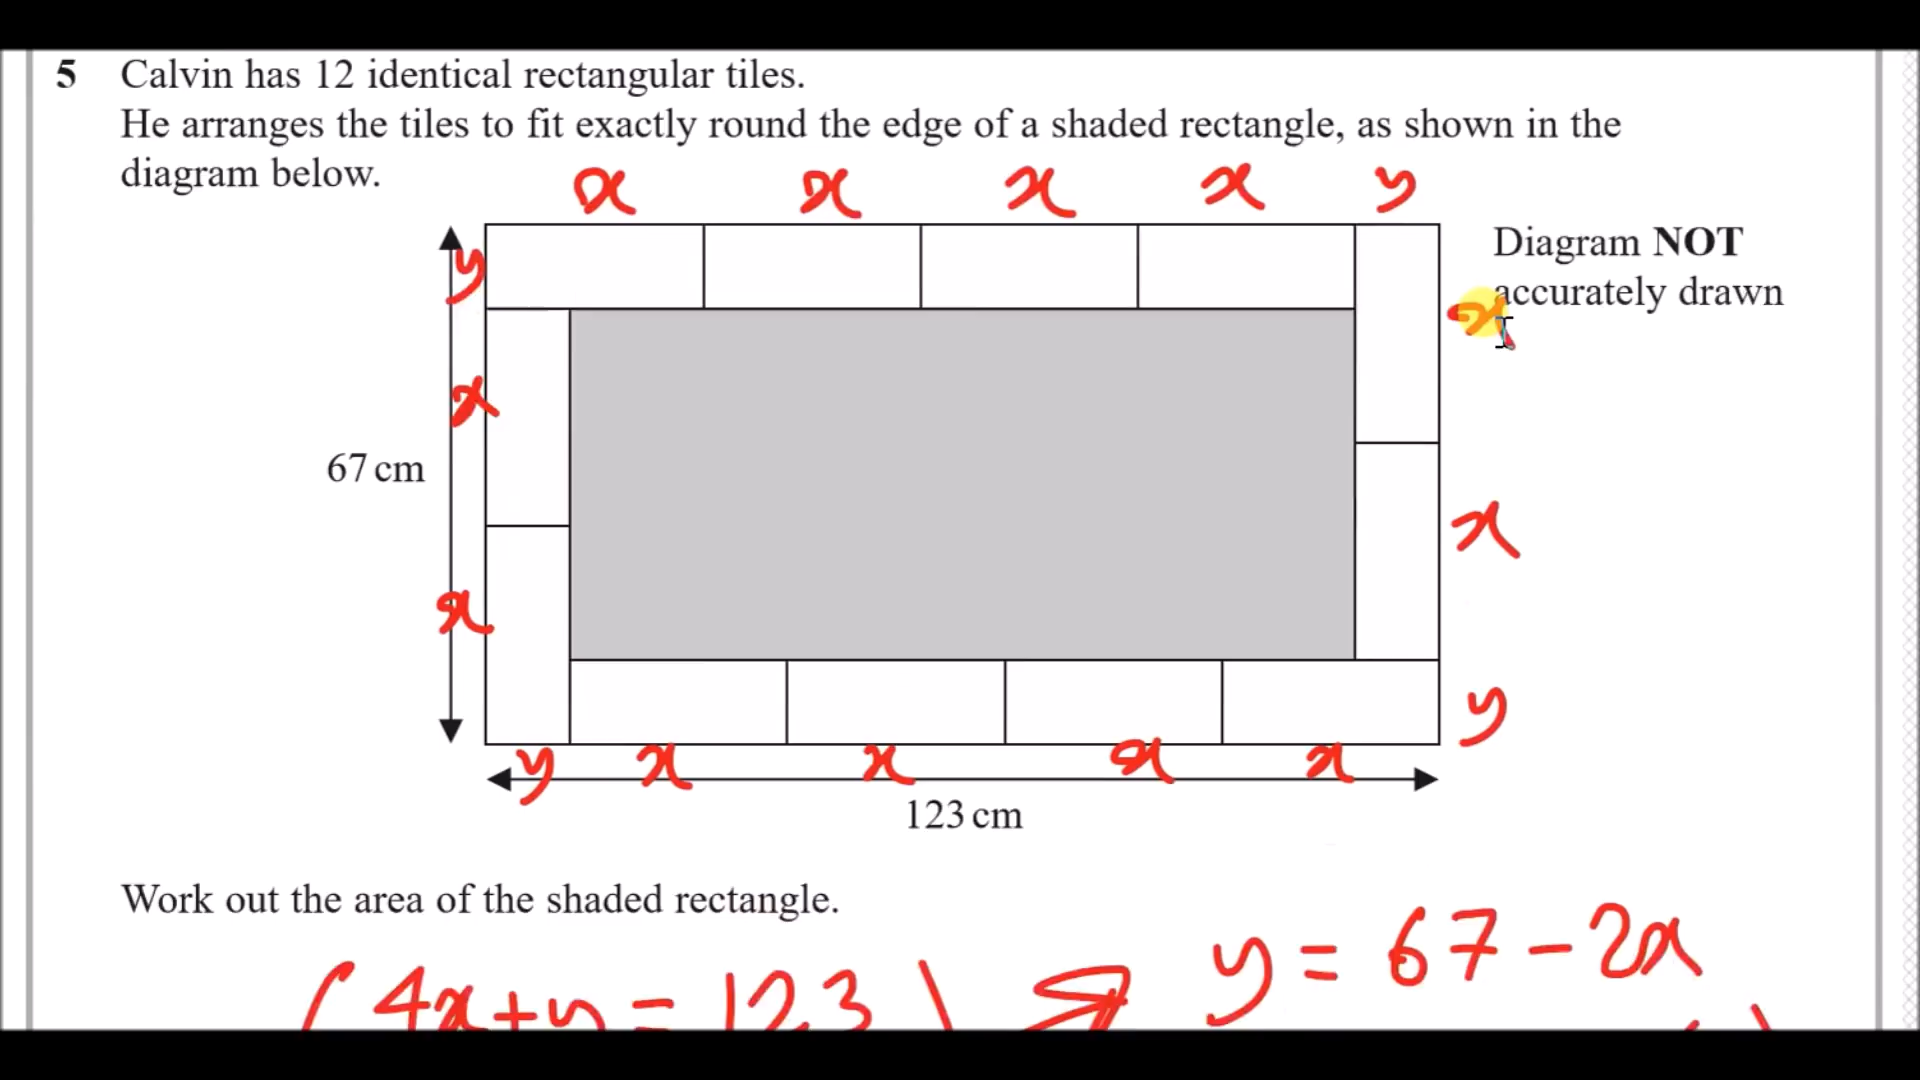 5 Calvin has 12 identical rectangular tiles.
He arranges the tiles to fit exactly round the edge of a shaded rectangle, as shown in the
diagram below.
x x x x y
Diagram NOT
accurately drawn
y
x
x
67 cm
x
x
y
y x x x x
123 cm
Work out the area of the shaded rectangle.
y = 67 - 2x
( 4x + y = 123 )